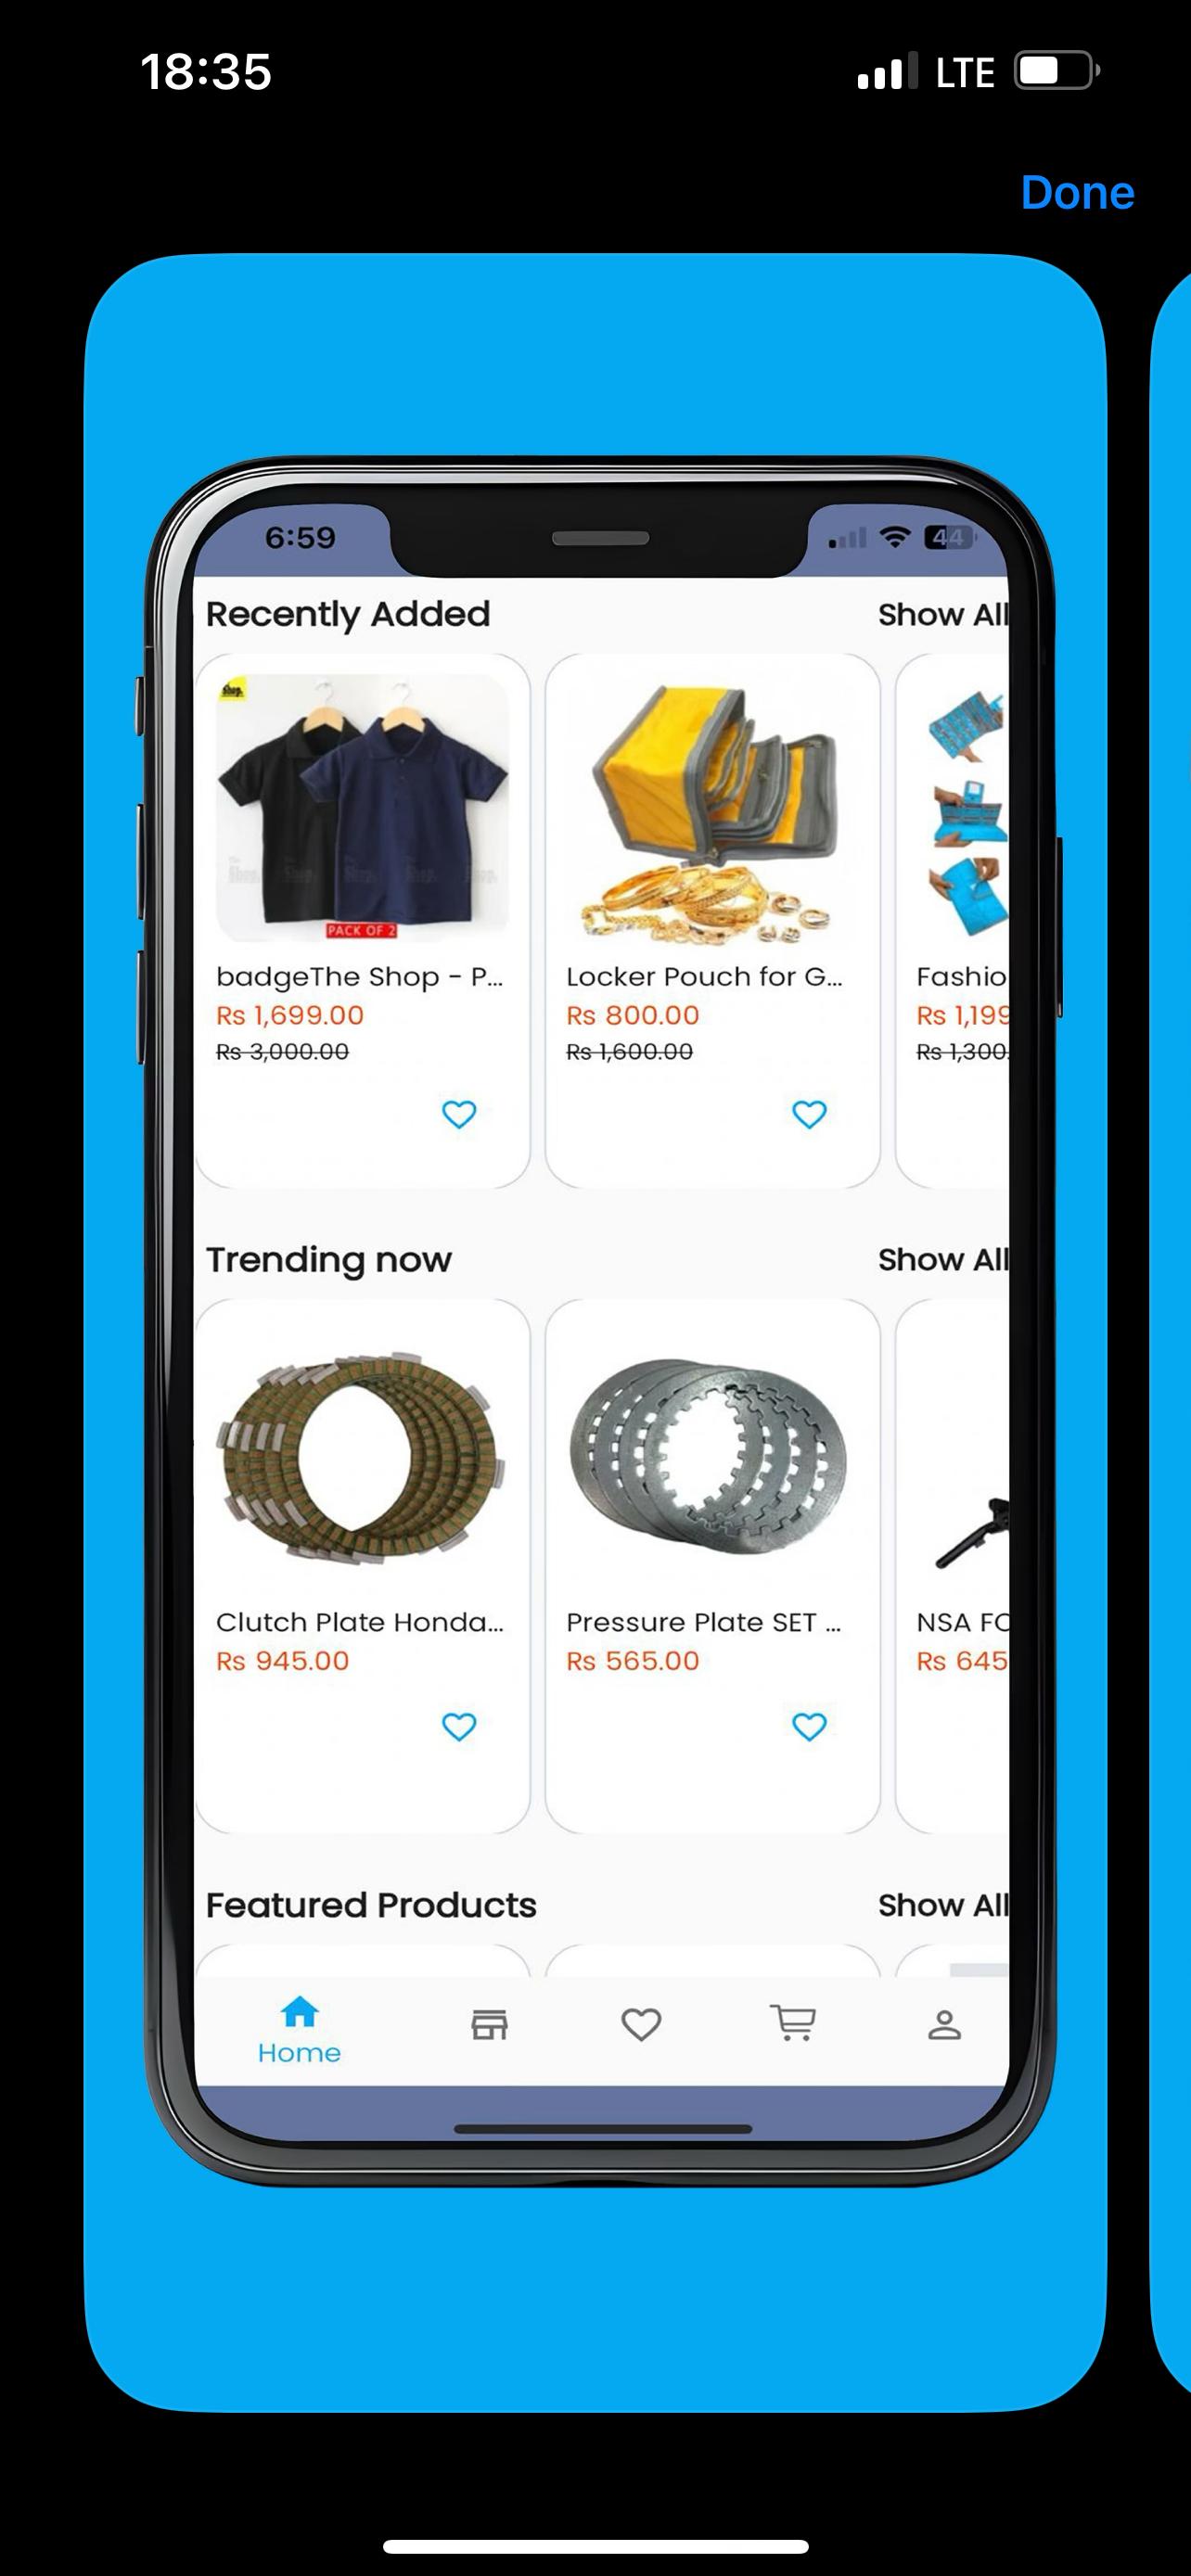 18:35
LTE
Done
6:59
44
Recently Added
Show All
Shop.
PACK OF 2
badgeThe Shop - P...
Locker Pouch for G...
Fashio
Rs 1,699.00
Rs 800.00
Rs 1,199
Rs 3,000.00
Rs 1,600.00
Rs 1,300.
Trending now
Show All
Clutch Plate Honda...
Pressure Plate SET ...
NSA FO
Rs 945.00
Rs 565.00
Rs 645
Featured Products
Show All
Home